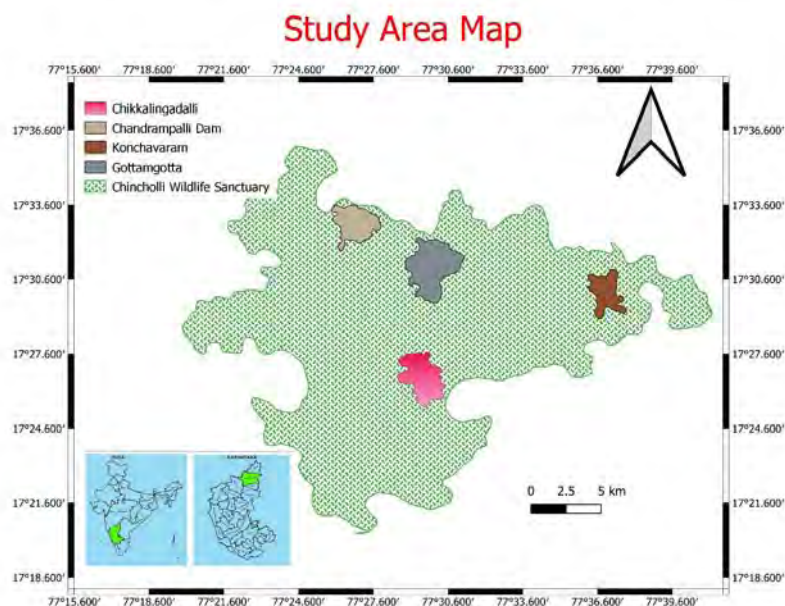 Study Area Map
77°15.600' 77°18.600' 77°21.600' 77°24.600' 77°27.600' 77°30.600' 77°33.600' 77°36.600' 77°39.600'
Chikkalingadalli
Chandrampalli Dam
Konchavaram
Gottamgotta
Chincholli Wildlife Sanctuary
17°36.600' 17°36.600'
17°33.600' 17°33.600'
17°30.600' 17°30.600'
17°27.600' 17°27.600'
17°24.600' 17°24.600'
INDIA KARNATAKA
0 2.5 5 km
17°21.600' 17°21.600'
17°18.600' 17°18.600'
77°15.600' 77°18.600' 77°21.600' 77°24.600' 77°27.600' 77°30.600' 77°33.600' 77°36.600' 77°39.600'